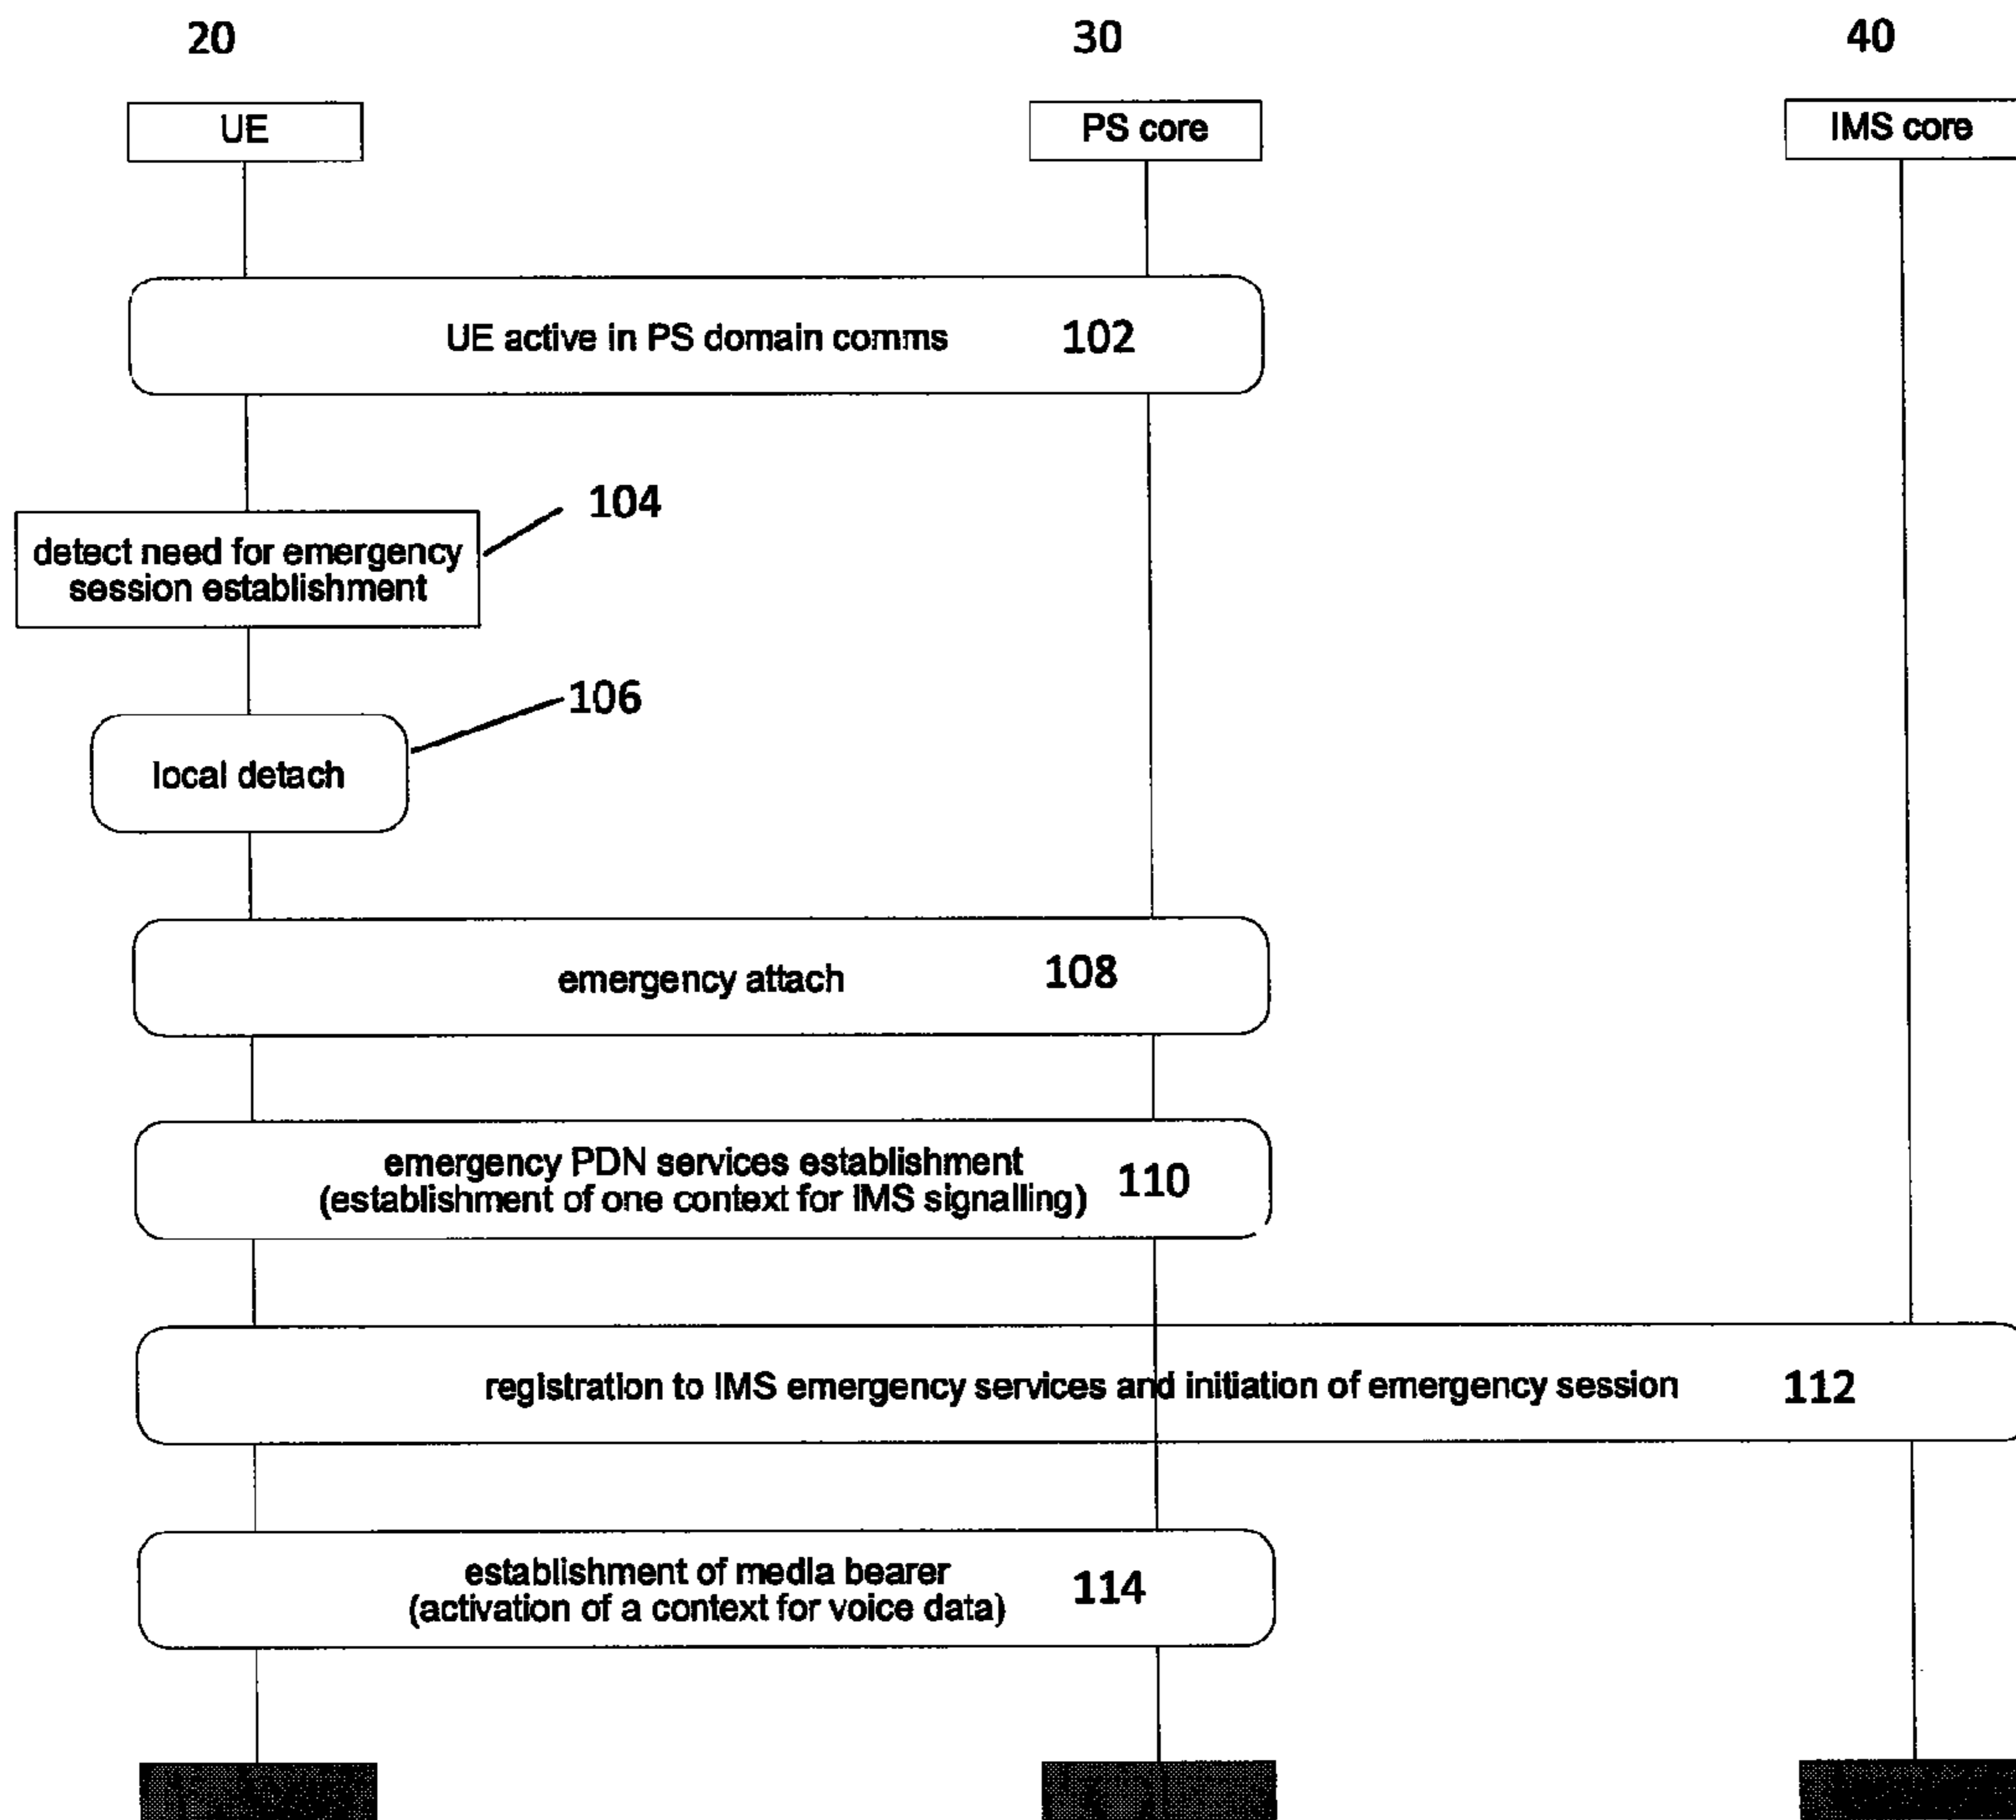 20 30 40
UE PS core IMS core
UE active in PS domain comms 102
104
detect need for emergency
session establishment
106
local detach
emergency attach 108
emergency PDN services establishment
(establishment of one context for IMS signalling) 110
registration to IMS emergency services and initiation of emergency session 112
establishment of media bearer
(activation of a context for voice data) 114